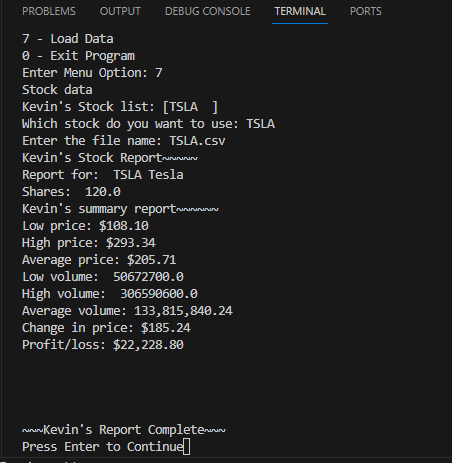 PROBLEMS OUTPUT DEBUG CONSOLE TERMINAL PORTS
7 - Load Data
0 - Exit Program
Enter Menu Option: 7
Stock data
Kevin's Stock list: [TSLA  ]
Which stock do you want to use: TSLA
Enter the file name: TSLA.csv
Kevin's Stock Report~~~~~
Report for:  TSLA Tesla
Shares:  120.0
Kevin's summary report~~~~~~
Low price: $108.10
High price: $293.34
Average price: $205.71
Low volume:  50672700.0
High volume:  306590600.0
Average volume: 133,815,840.24
Change in price: $185.24
Profit/loss: $22,228.80
~~~Kevin's Report Complete~~~
Press Enter to Continue